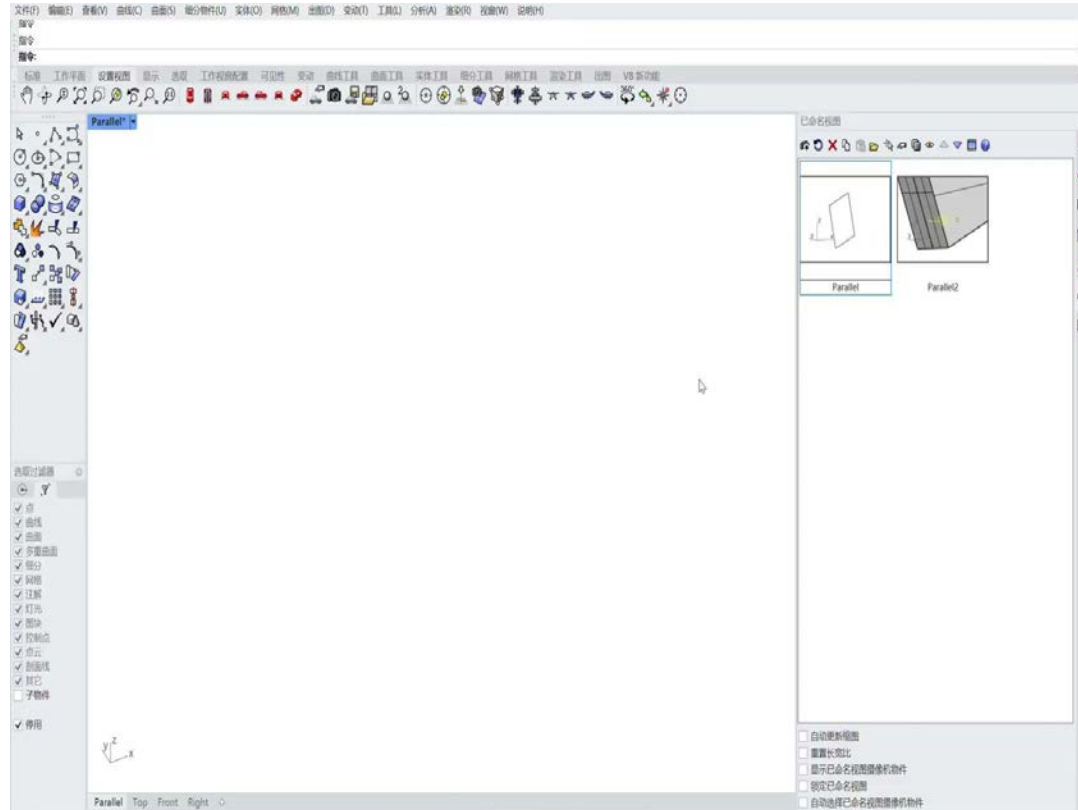 文件(F) 编辑(E) 查看(V) 曲线(C) 曲面(S) 细分物件(U) 实体(O) 网格(M) 出图(D) 变动(T) 工具(L) 分析(A) 渲染(R) 视窗(W) 说明(H)
指令
指令
指令:
标准 工作平面 设置视图 显示 选取 工作视窗配置 可见性 变动 曲线工具 曲面工具 实体工具 细分工具 网格工具 渲染工具 出图 V8 新功能
Parallel*
已命名视图
Parallel
Parallel2
选取过滤器
点
曲线
曲面
多重曲面
细分
网格
注解
灯光
图块
控制点
点云
剖面线
其它
子物件
停用
z
y
x
自动更新缩图
重置长宽比
显示已命名视图摄像机物件
锁定已命名视图
自动选择已命名视图摄像机物件
Parallel Top Front Right